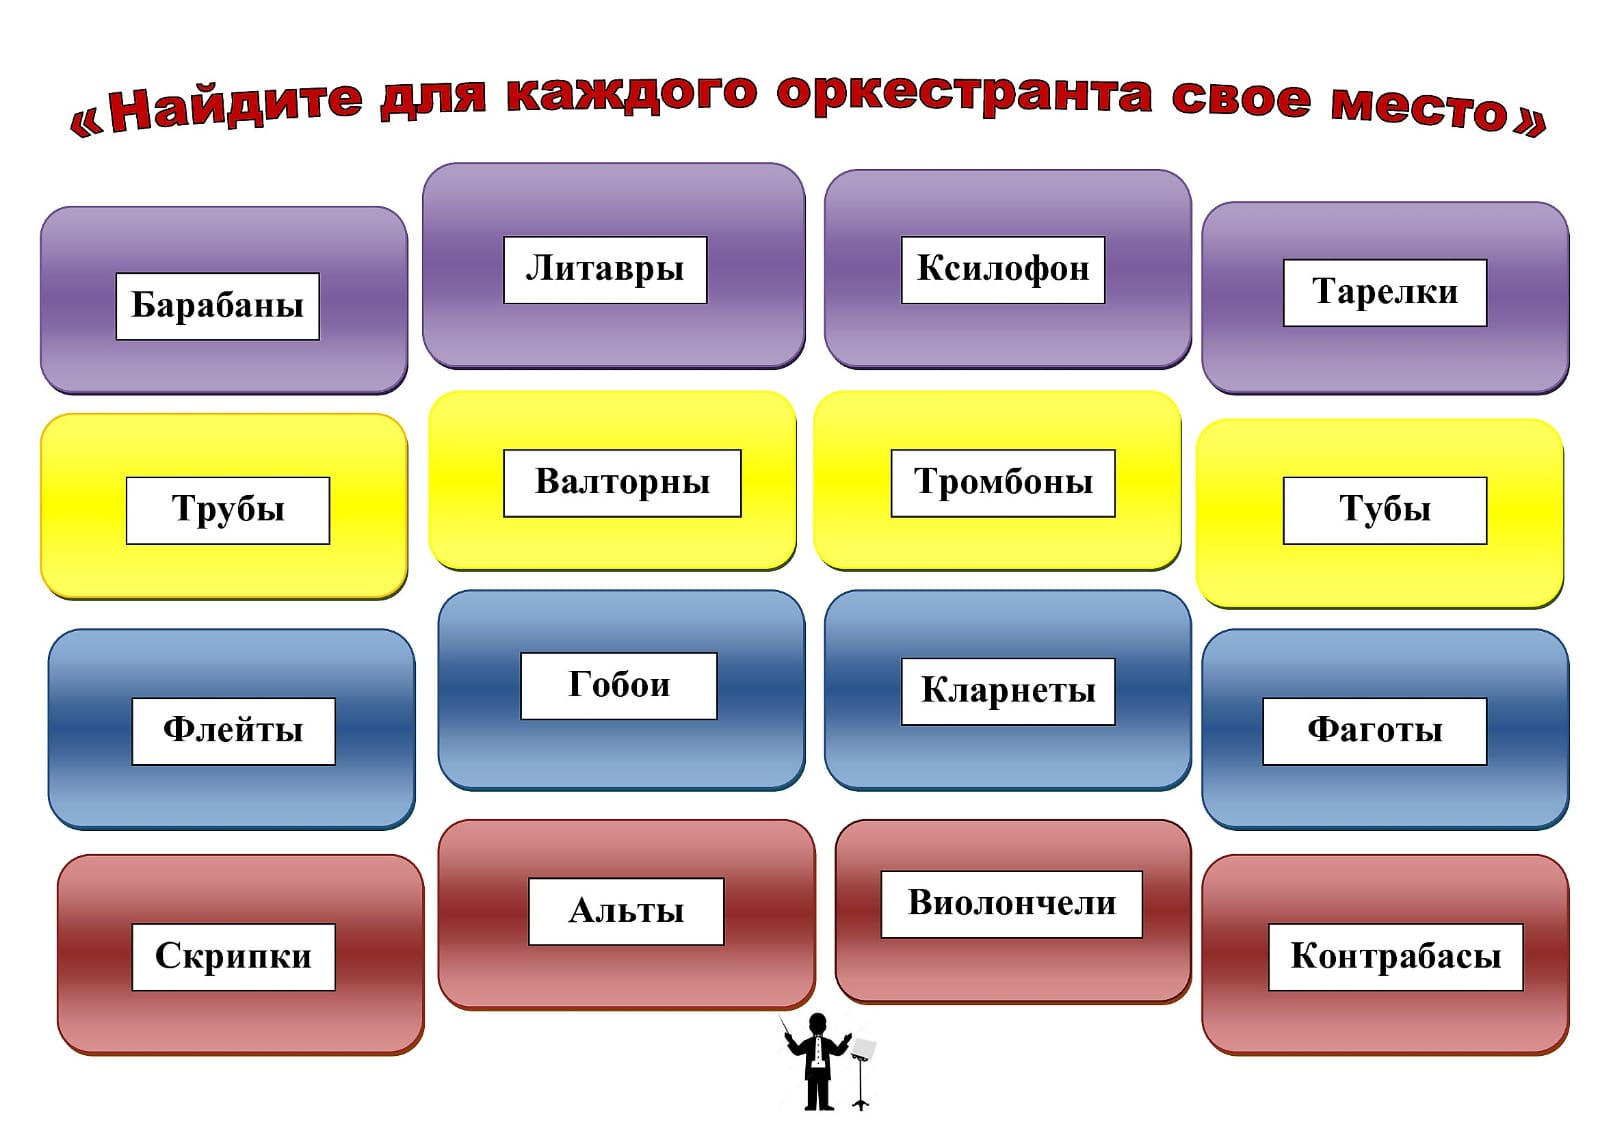 «Найдите для каждого оркестранта свое место»
Барабаны
Литавры
Ксилофон
Тарелки
Трубы
Валторны
Тромбоны
Тубы
Флейты
Гобои
Кларнеты
Фаготы
Скрипки
Альты
Виолончели
Контрабасы